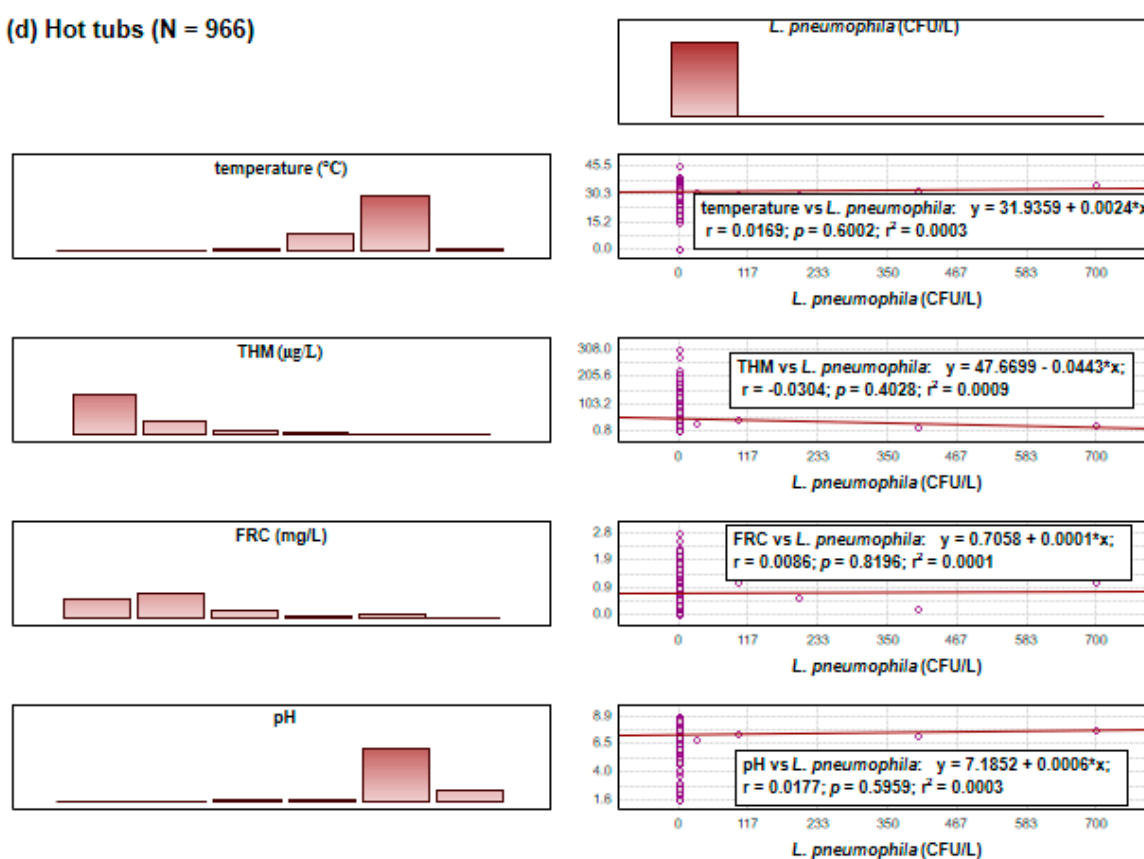 (d) Hot tubs (N = 966)
L. pneumophila (CFU/L)
temperature (°C)
45.5
30.3
15.2
0.0
temperature vs L. pneumophila: y = 31.9359 + 0.0024*x
r = 0.0169; p = 0.6002; r² = 0.0003
0 117 233 350 467 583 700
L. pneumophila (CFU/L)
THM (µg/L)
308.0
205.6
103.2
0.8
THM vs L. pneumophila: y = 47.6699 - 0.0443*x;
r = -0.0304; p = 0.4028; r² = 0.0009
0 117 233 350 467 583 700
L. pneumophila (CFU/L)
FRC (mg/L)
2.8
1.9
0.9
0.0
FRC vs L. pneumophila: y = 0.7058 + 0.0001*x;
r = 0.0086; p = 0.8196; r² = 0.0001
0 117 233 350 467 583 700
L. pneumophila (CFU/L)
pH
8.9
6.5
4.0
1.6
pH vs L. pneumophila: y = 7.1852 + 0.0006*x;
r = 0.0177; p = 0.5959; r² = 0.0003
0 117 233 350 467 583 700
L. pneumophila (CFU/L)